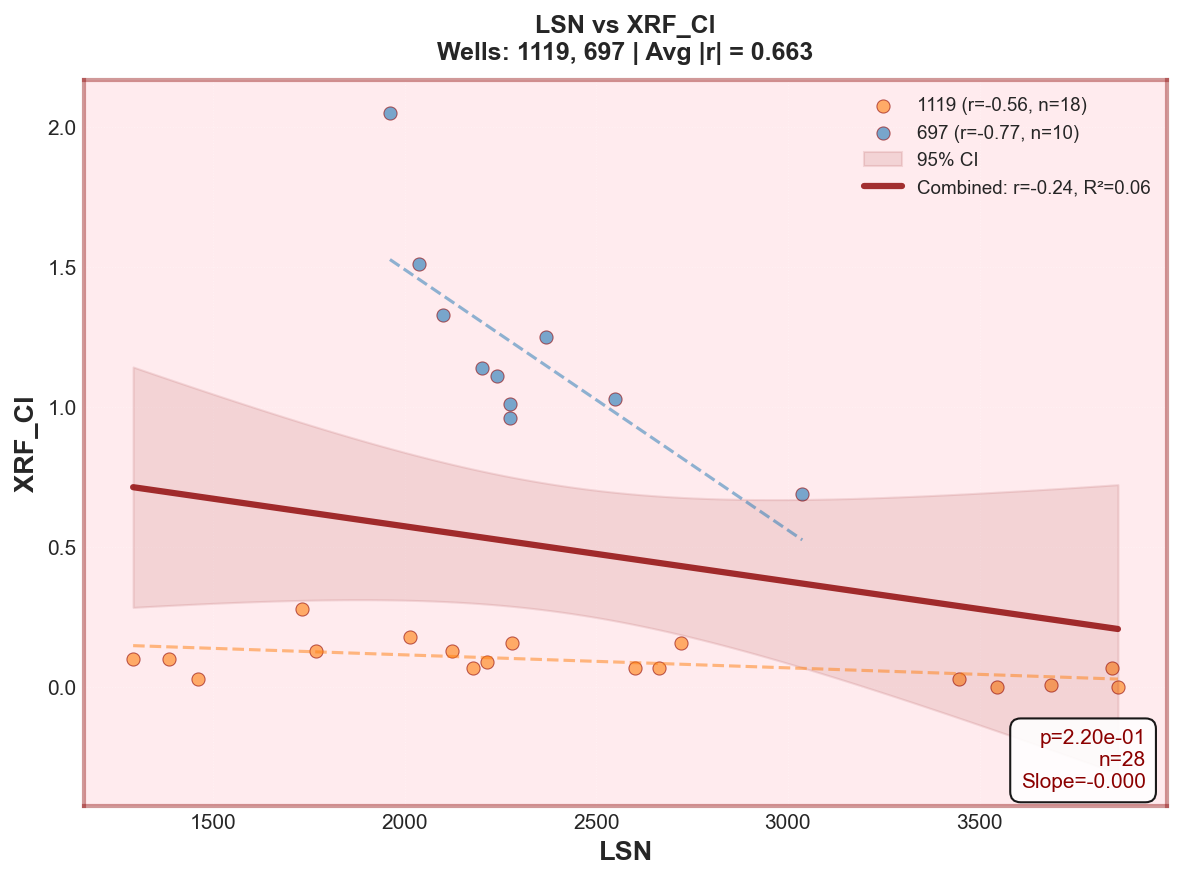 LSN vs XRF_Cl
Wells: 1119, 697 | Avg |r| = 0.663
1119 (r=-0.56, n=18)
697 (r=-0.77, n=10)
95% CI
Combined: r=-0.24, R²=0.06
XRF_Cl
2.0
1.5
1.0
0.5
0.0
p=2.20e-01
n=28
Slope=-0.000
1500
2000
2500
3000
3500
LSN